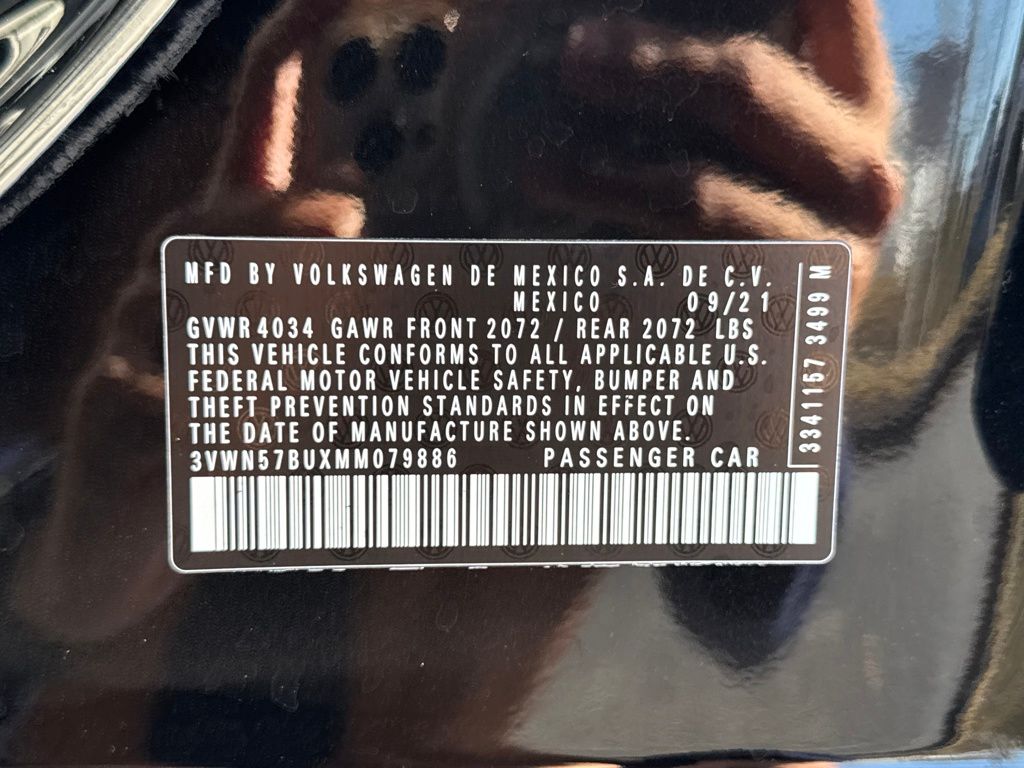 MFD BY VOLKSWAGEN DE MEXICO S.A. DE C.V.
MEXICO 09/21
GVWR 4034 GAWR FRONT 2072 / REAR 2072 LBS
THIS VEHICLE CONFORMS TO ALL APPLICABLE U.S.
FEDERAL MOTOR VEHICLE SAFETY, BUMPER AND
THEFT PREVENTION STANDARDS IN EFFECT ON
THE DATE OF MANUFACTURE SHOWN ABOVE.
3VWN57BUXMM079886 PASSENGER CAR
3341157 3499 M